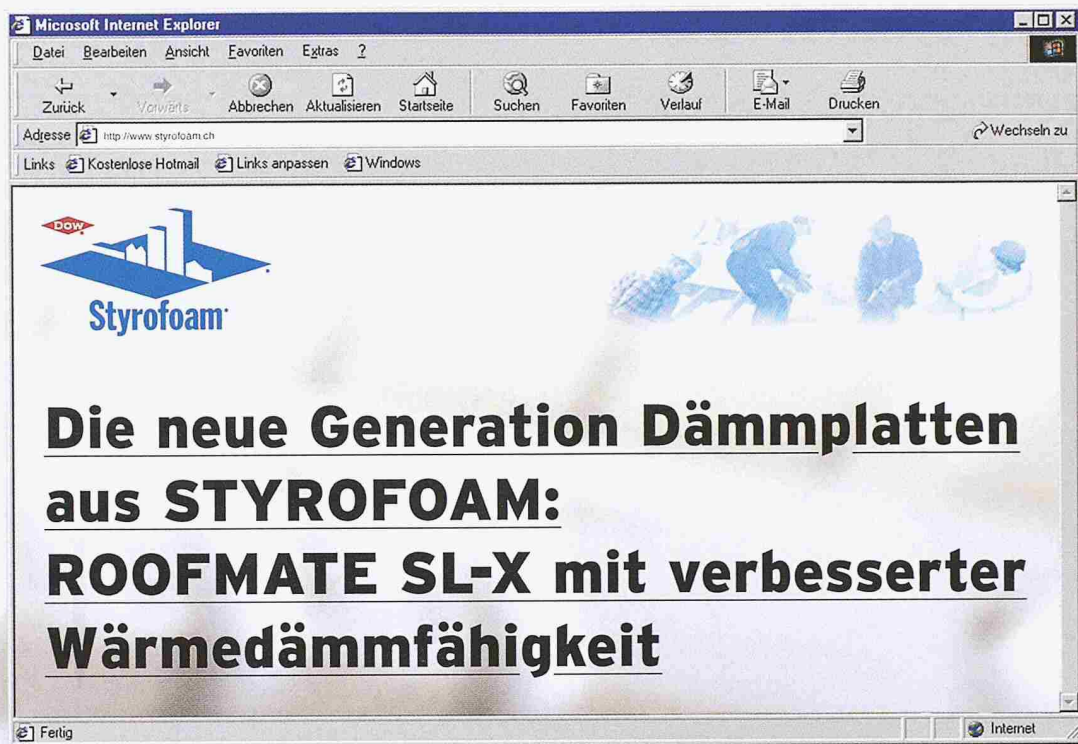 Microsoft Internet Explorer
Datei Bearbeiten Ansicht Favoriten Extras ?
Zurück Vorwärts Abbrechen Aktualisieren Startseite Suchen Favoriten Verlauf E-Mail Drucken
Adresse http://www.styrofoam.ch Wechseln zu
Links Kostenlose Hotmail Links anpassen Windows
DOW
Styrofoam
Die neue Generation Dämmplatten
aus STYROFOAM:
ROOFMATE SL-X mit verbesserter
Wärmedämmfähigkeit
Fertig Internet